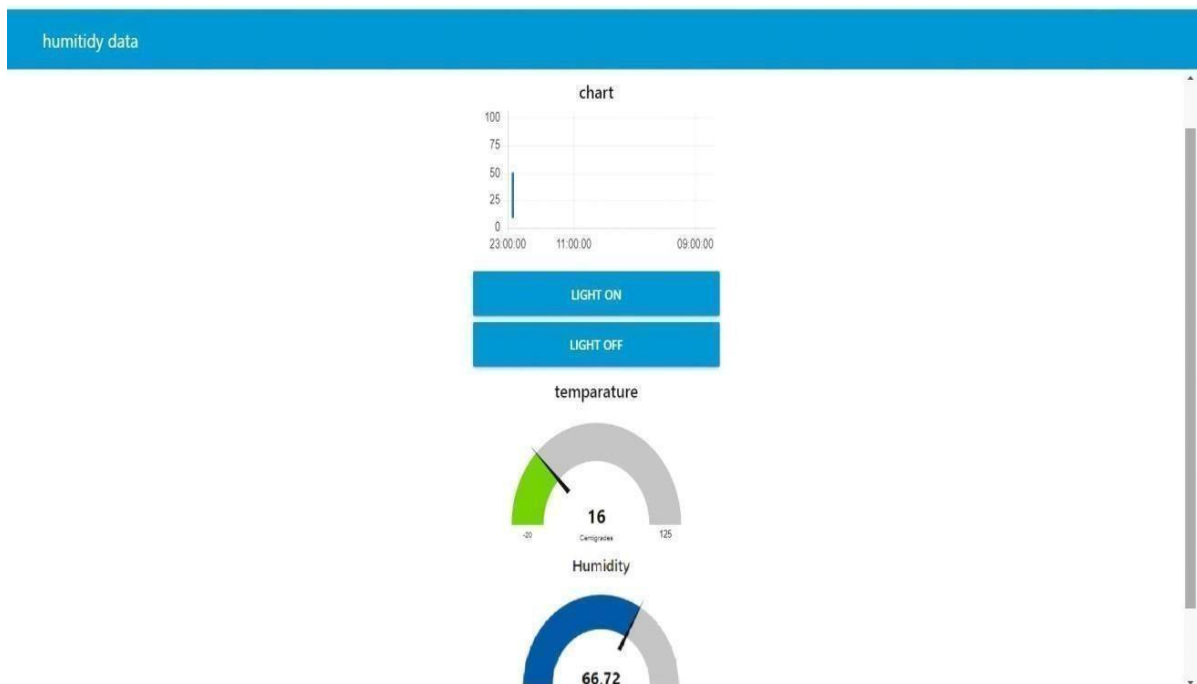 humitidy data
chart
100
75
50
25
0
23:00:00 11:00:00 09:00:00
LIGHT ON
LIGHT OFF
temparature
16
-20 Centigrades 125
Humidity
66.72